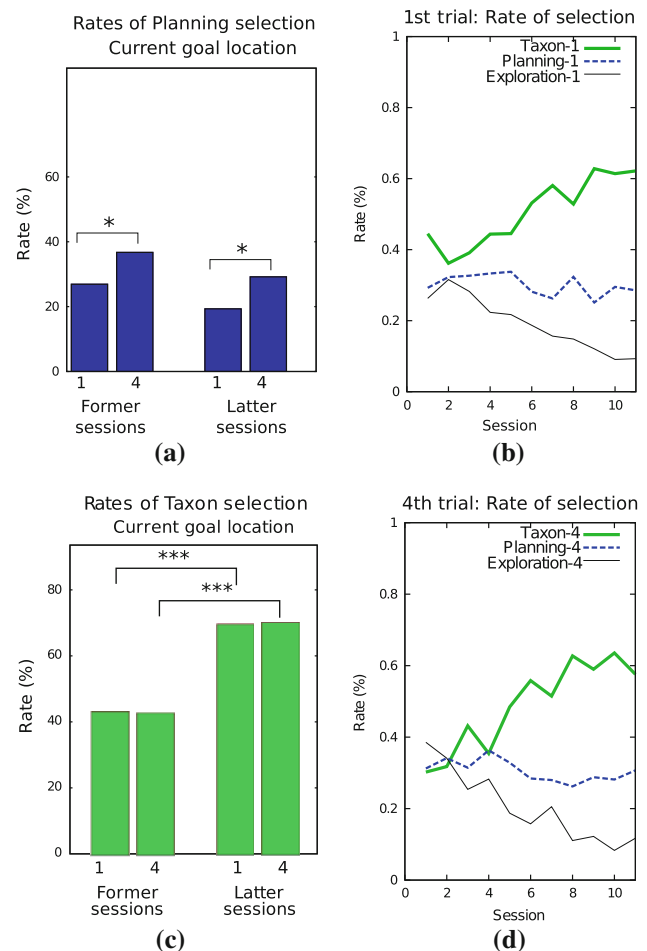 Rates of Planning selection
Current goal location
Rate (%)
60
40
20
0
*
*
1 4 1 4
Former sessions
Latter sessions
(a)
1st trial: Rate of selection
Taxon-1
Planning-1
Exploration-1
Rate (%)
1
0.8
0.6
0.4
0.2
0
0 2 4 6 8 10
Session
(b)
Rates of Taxon selection
Current goal location
Rate (%)
80
60
40
20
0
***
***
1 4 1 4
Former sessions
Latter sessions
(c)
4th trial: Rate of selection
Taxon-4
Planning-4
Exploration-4
Rate (%)
1
0.8
0.6
0.4
0.2
0
0 2 4 6 8 10
Session
(d)